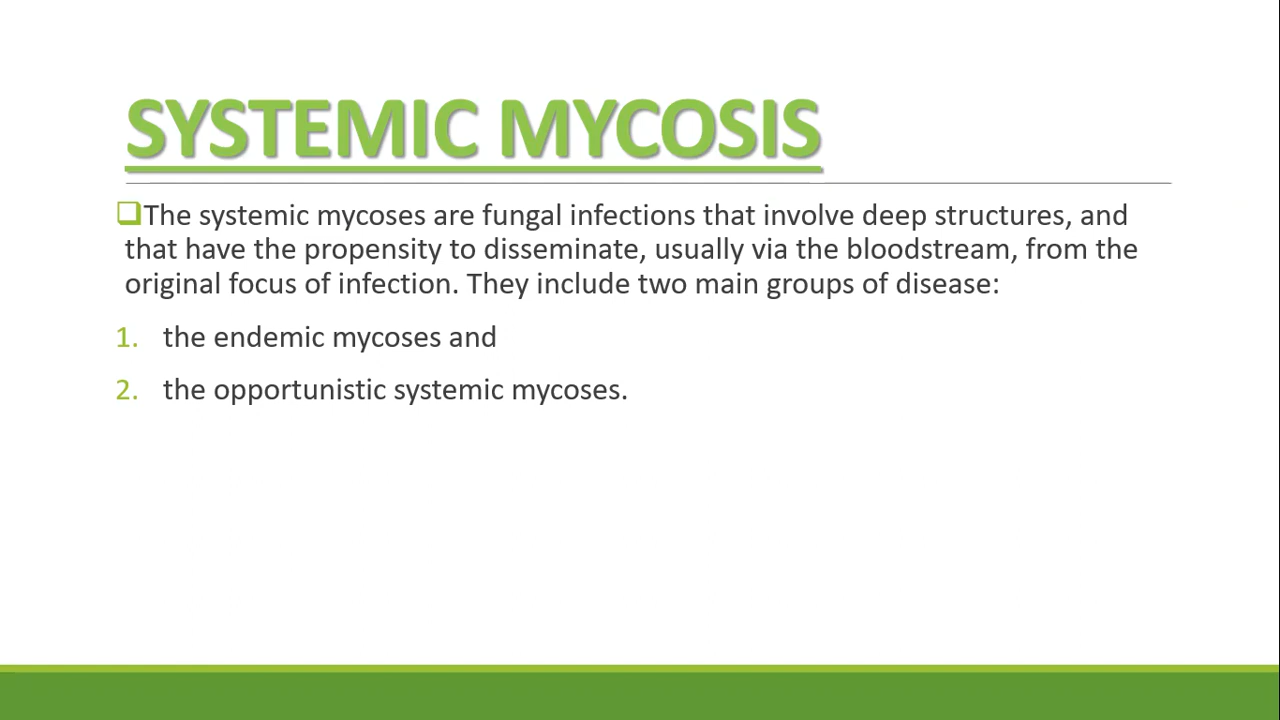 SYSTEMIC MYCOSIS
The systemic mycoses are fungal infections that involve deep structures, and
that have the propensity to disseminate, usually via the bloodstream, from the
original focus of infection. They include two main groups of disease:
1. the endemic mycoses and
2. the opportunistic systemic mycoses.